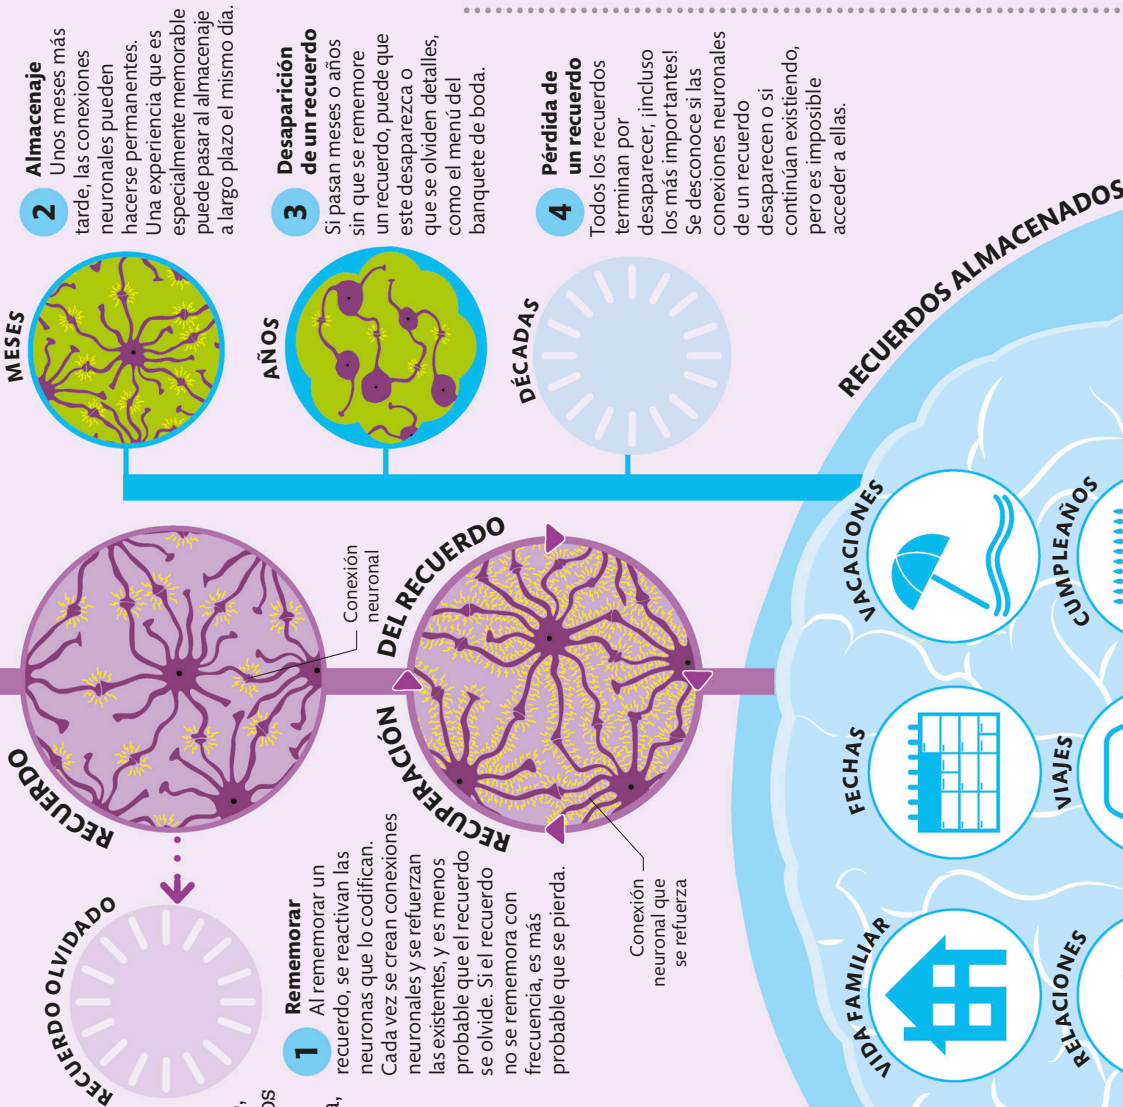 RECUERDO OLVIDADO
RECUERDO
Conexión
neuronal
1 Rememorar
Al rememorar un
recuerdo, se reactivan las
neuronas que lo codifican.
Cada vez se crean conexiones
neuronales y se refuerzan
las existentes, y es menos
probable que el recuerdo
se olvide. Si el recuerdo
no se rememora con
frecuencia, es más
probable que se pierda.
RECUPERACIÓN DEL RECUERDO
Conexión
neuronal que
se refuerza
MESES
2 Almacenaje
Unos meses más
tarde, las conexiones
neuronales pueden
hacerse permanentes.
Una experiencia que es
especialmente memorable
puede pasar al almacenaje
a largo plazo el mismo día.
AÑOS
3 Desaparición
de un recuerdo
Si pasan meses o años
sin que se rememore
un recuerdo, puede que
este desaparezca o
que se olviden detalles,
como el menú del
banquete de boda.
DÉCADAS
4 Pérdida de
un recuerdo
Todos los recuerdos
terminan por
desaparecer, ¡incluso
los más importantes!
Se desconoce si las
conexiones neuronales
de un recuerdo
desaparecen o si
continúan existiendo,
pero es imposible
acceder a ellas.
RECUERDOS ALMACENADOS
VIDA FAMILIAR
FECHAS
VACACIONES
RELACIONES
VIAJES
CUMPLEAÑOS